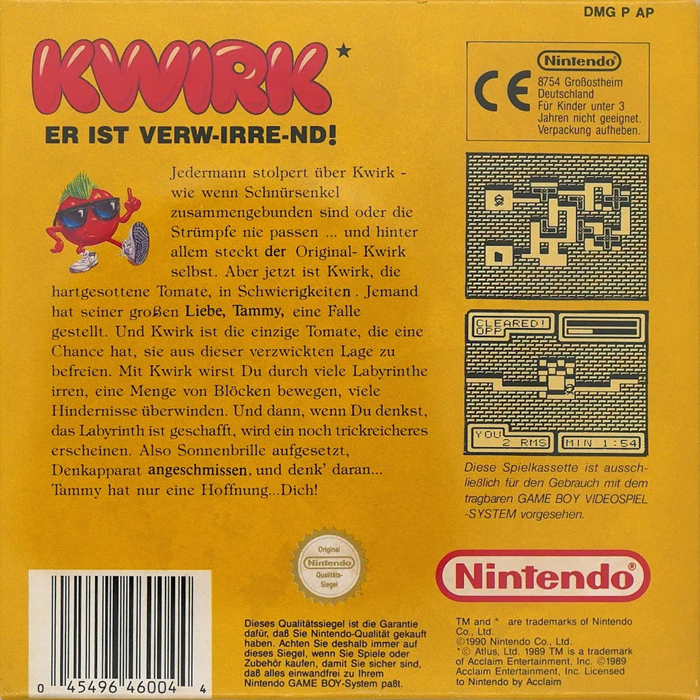 DMG P AP
KWIRK*
ER IST VERW-IRRE-ND!
Jedermann stolpert über Kwirk -
wie wenn Schnürsenkel
zusammengebunden sind oder die
Strümpfe nie passen ... und hinter
allem steckt der Original- Kwirk
selbst. Aber jetzt ist Kwirk, die
hartgesottene Tomate, in Schwierigkeiten . Jemand
hat seiner großen Liebe, Tammy, eine Falle
gestellt. Und Kwirk ist die einzige Tomate, die eine
Chance hat, sie aus dieser verzwickten Lage zu
befreien. Mit Kwirk wirst Du durch viele Labyrinthe
irren, eine Menge von Blöcken bewegen, viele
Hindernisse überwinden. Und dann, wenn Du denkst,
das Labyrinth ist geschafft, wird ein noch trickreicheres
erscheinen. Also Sonnenbrille aufgesetzt,
Denkapparat angeschmissen, und denk' daran...
Tammy hat nur eine Hoffnung...Dich!
CE
Nintendo
8754 Großostheim
Deutschland
Für Kinder unter 3
Jahren nicht geeignet.
Verpackung aufheben.
CLEARED!
OPP
YOU
2 RMS
MIN 1:54
Diese Spielkassette ist aussch-
ließlich für den Gebrauch mit dem
tragbaren GAME BOY VIDEOSPIEL
-SYSTEM vorgesehen.
Original
Nintendo
Qualitäts-
Siegel
Nintendo®
0 45496 46004 4
Dieses Qualitätssiegel ist die Garantie
dafür, daß Sie Nintendo-Qualität gekauft
haben. Achten Sie deshalb immer auf
dieses Siegel, wenn Sie Spiele oder
Zubehör kaufen, damit Sie sicher sind,
daß alles einwandfrei zu Ihrem
Nintendo GAME BOY-System paßt.
TM and * are trademarks of Nintendo
Co., Ltd.
©1990 Nintendo Co., Ltd.
*© Atlus, Ltd. 1989 TM is a trademark
of Acclaim Entertainment, Inc. ©1989
Acclaim Entertainment, Inc. Licensed
to Nintendo by Acclaim